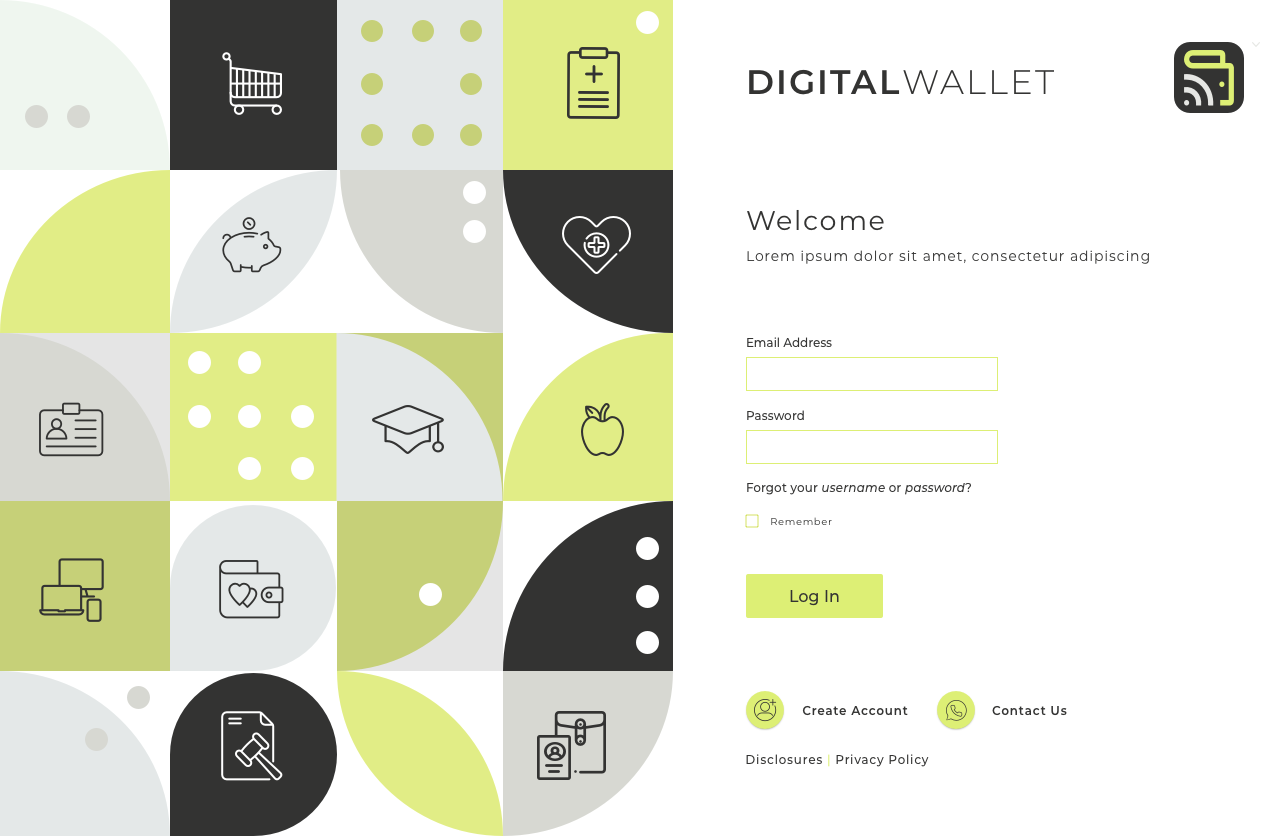 DIGITALWALLET
Welcome
Lorem ipsum dolor sit amet, consectetur adipiscing
Email Address
Password
Forgot your username or password?
Remember
Log In
Create Account
Contact Us
Disclosures | Privacy Policy